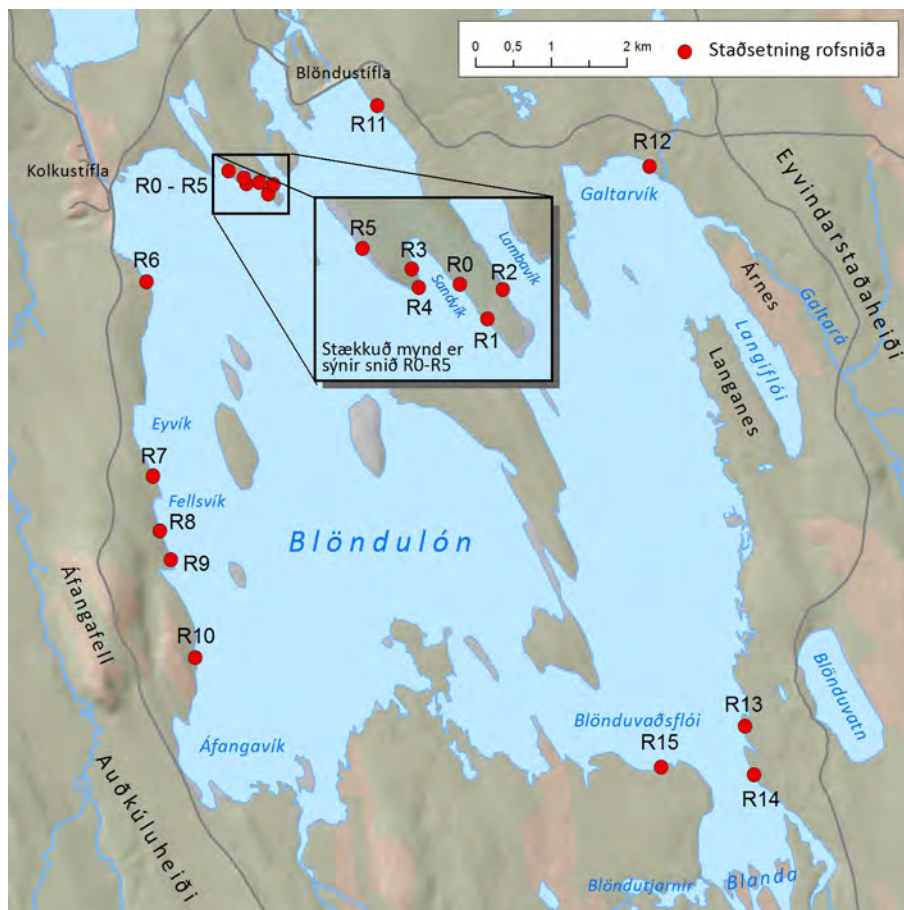 0 0,5 1 2 km
Staðsetning rofsniða
Blöndustífla
R11
R12
Kolkustífla
R0 - R5
Galtarvík
Eyvindarstaðaheiði
R5
R3
R0
Lambavík
R2
R4
Sandvík
R1
Stækkuð mynd er
sýnir snið R0-R5
R6
Árnes
Galtará
Langiflói
Langanes
Eyvík
R7
Fellsvík
R8
R9
Blöndulón
Áfangafell
R10
Blönduvatn
R13
Blönduvaðsflói
R15
Áfangavík
R14
Auðkúluheiði
Blöndutjarnir
Blanda